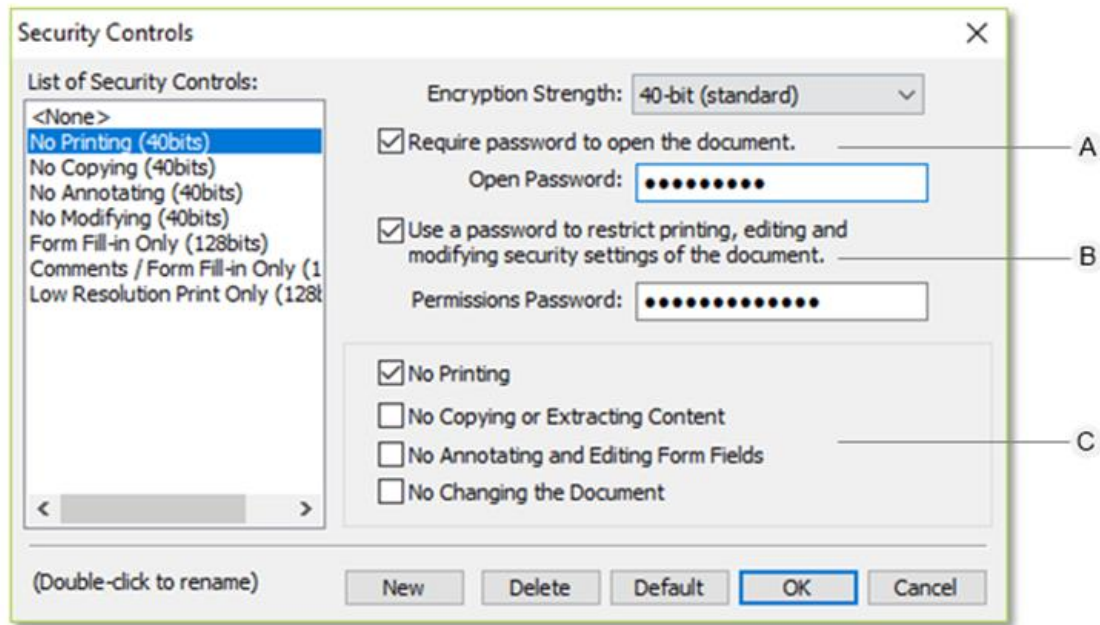 Security Controls
List of Security Controls:
<None>
No Printing (40bits)
No Copying (40bits)
No Annotating (40bits)
No Modifying (40bits)
Form Fill-in Only (128bits)
Comments / Form Fill-in Only (1
Low Resolution Print Only (128b
Encryption Strength: 40-bit (standard)
Require password to open the document.
A
Open Password: •••••••••
Use a password to restrict printing, editing and
modifying security settings of the document.
B
Permissions Password: •••••••••••••
No Printing
No Copying or Extracting Content
No Annotating and Editing Form Fields
No Changing the Document
C
(Double-click to rename)
New
Delete
Default
OK
Cancel